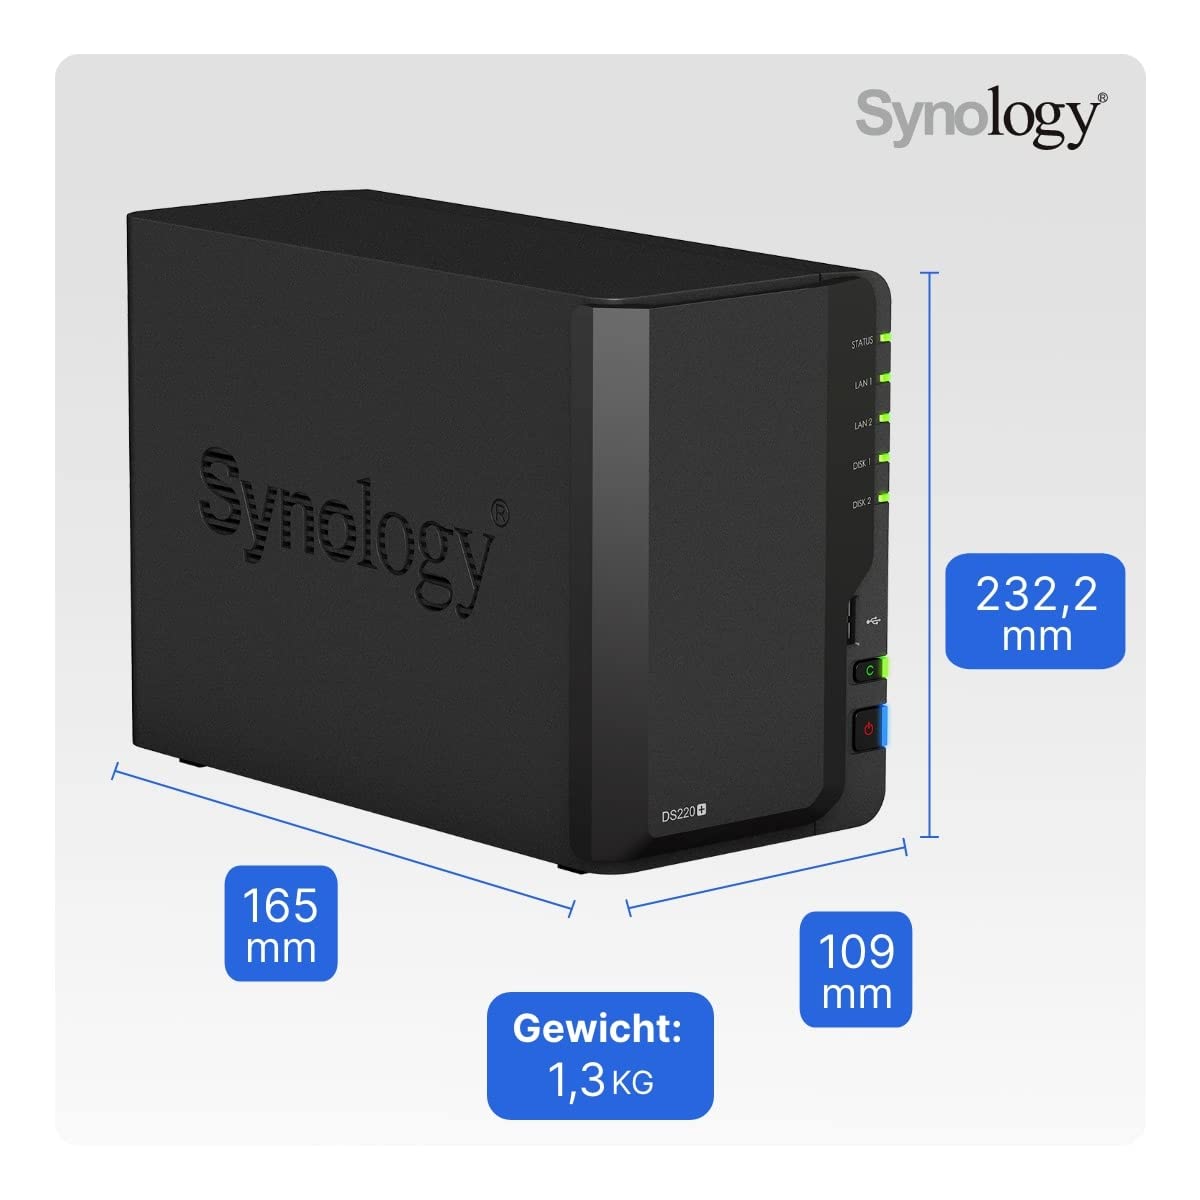 Synology®
STATUS
LAN 1
LAN 2
DISK 1
DISK 2
Synology®
C
DS220+
232,2
mm
165
mm
109
mm
Gewicht:
1,3 KG